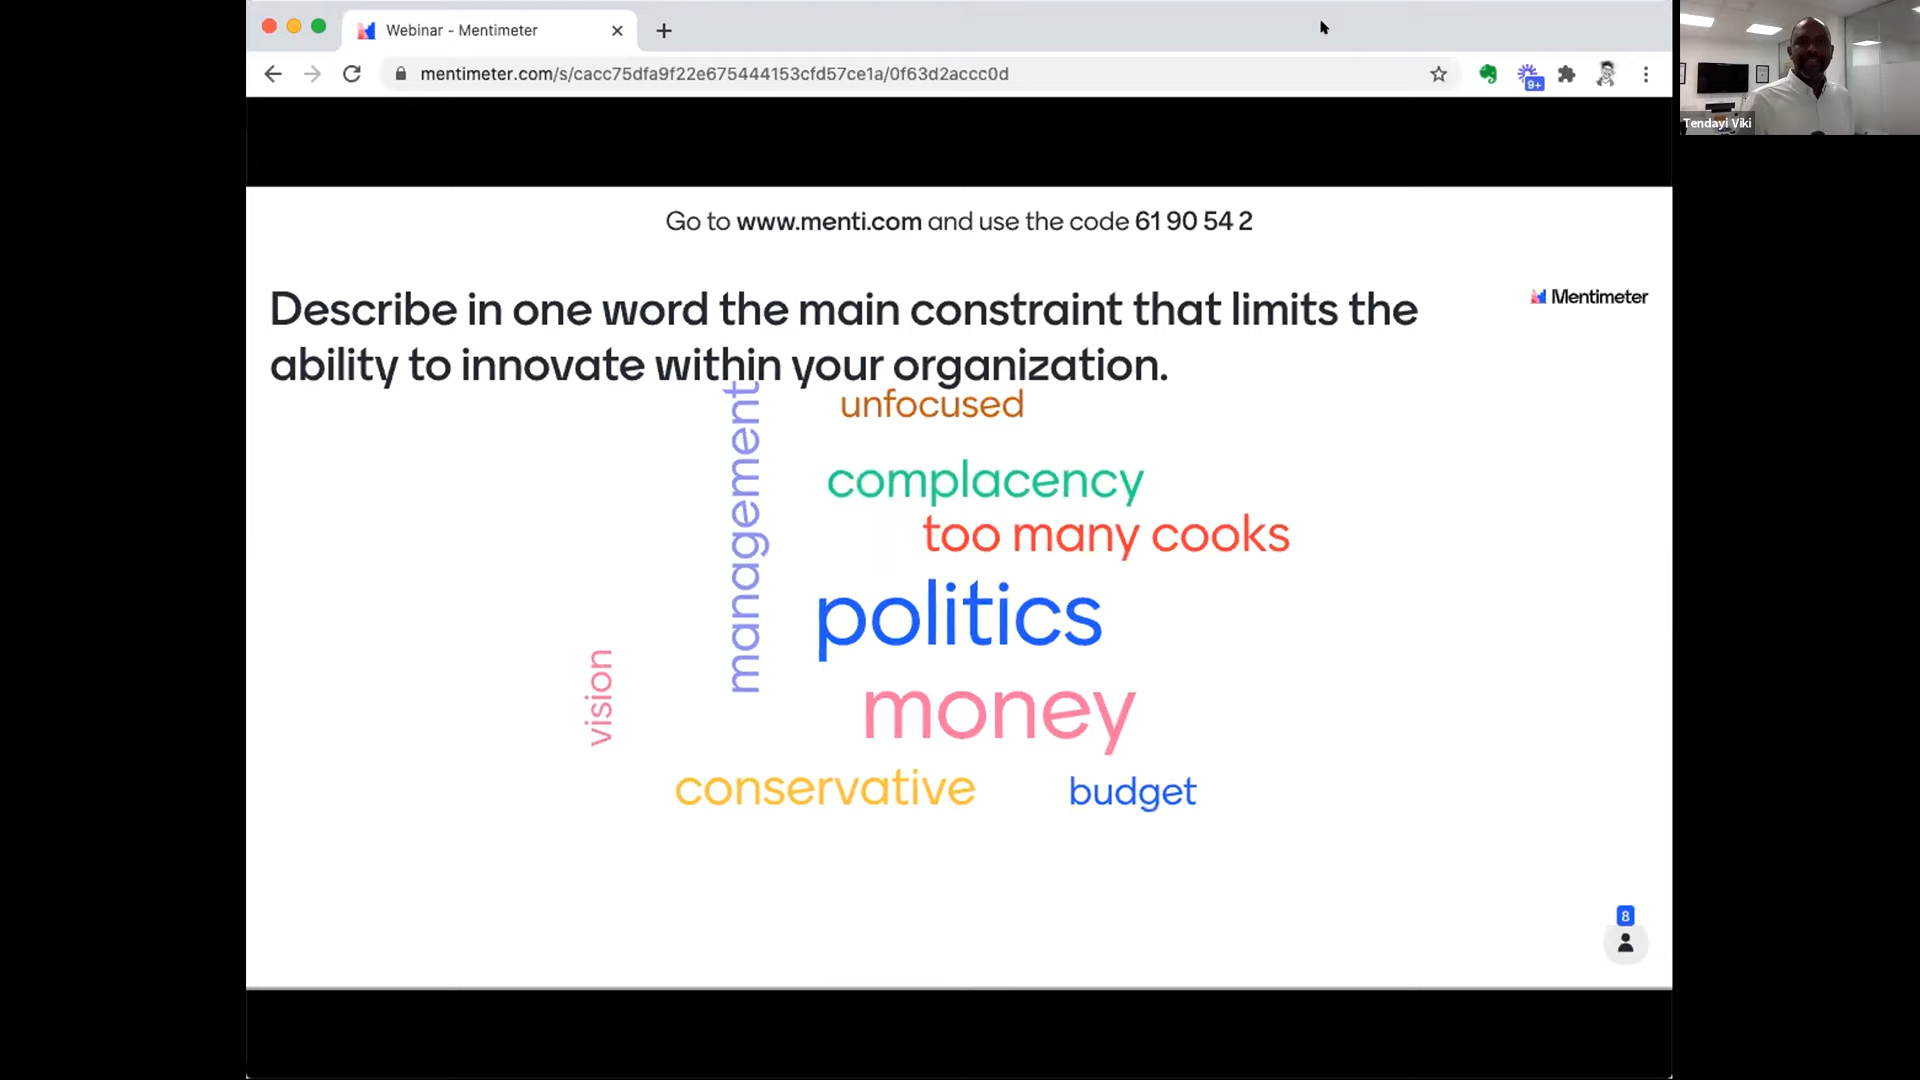 Webinar - Mentimeter
mentimeter.com/s/cacc75dfa9f22e675444153cfd57ce1a/0f63d2accc0d
9+
Tendayi Viki
Go to www.menti.com and use the code 61 90 54 2
Describe in one word the main constraint that limits the
ability to innovate within your organization.
Mentimeter
management
unfocused
complacency
too many cooks
politics
vision
money
conservative
budget
8